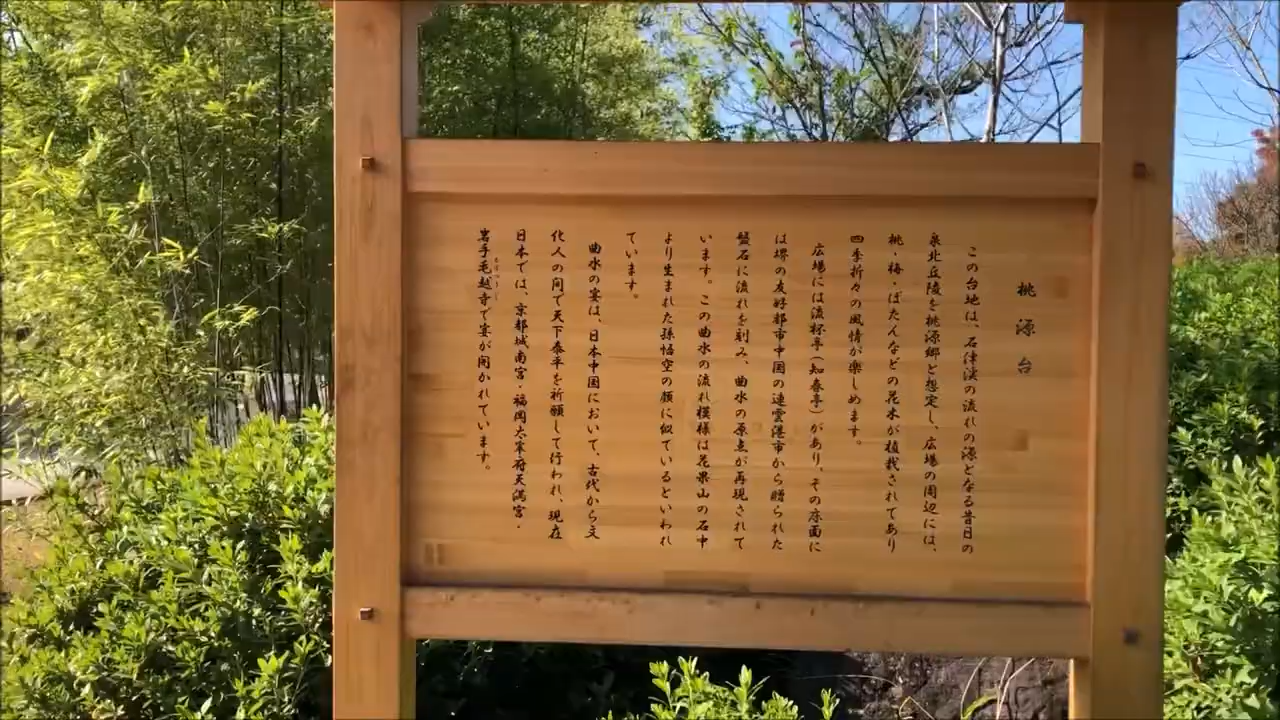 桃源台
この台地は、石津渓の流れの源となる昔日の
泉北丘陵を桃源郷と想定し、広場の周辺には、
桃・梅・ぼたんなどの花木が植栽されてあり
四季折々の風情が楽しめます。
広場には流杯亭(知春亭)があり、その床面に
は堺の友好都市中国の連雲港市から贈られた
盤石に流れを刻み、曲水の原点が再現されて
います。この曲水の流れ模様は花果山の石中
より生まれた孫悟空の顔に似ているといわれ
ています。
曲水の宴は、日本中国において、古代から文
化人の間で天下泰平を祈願して行われ、現在
日本では、京都城南宮・福岡太宰府天満宮・
岩手毛越寺で宴が開かれています。
もおつうじ